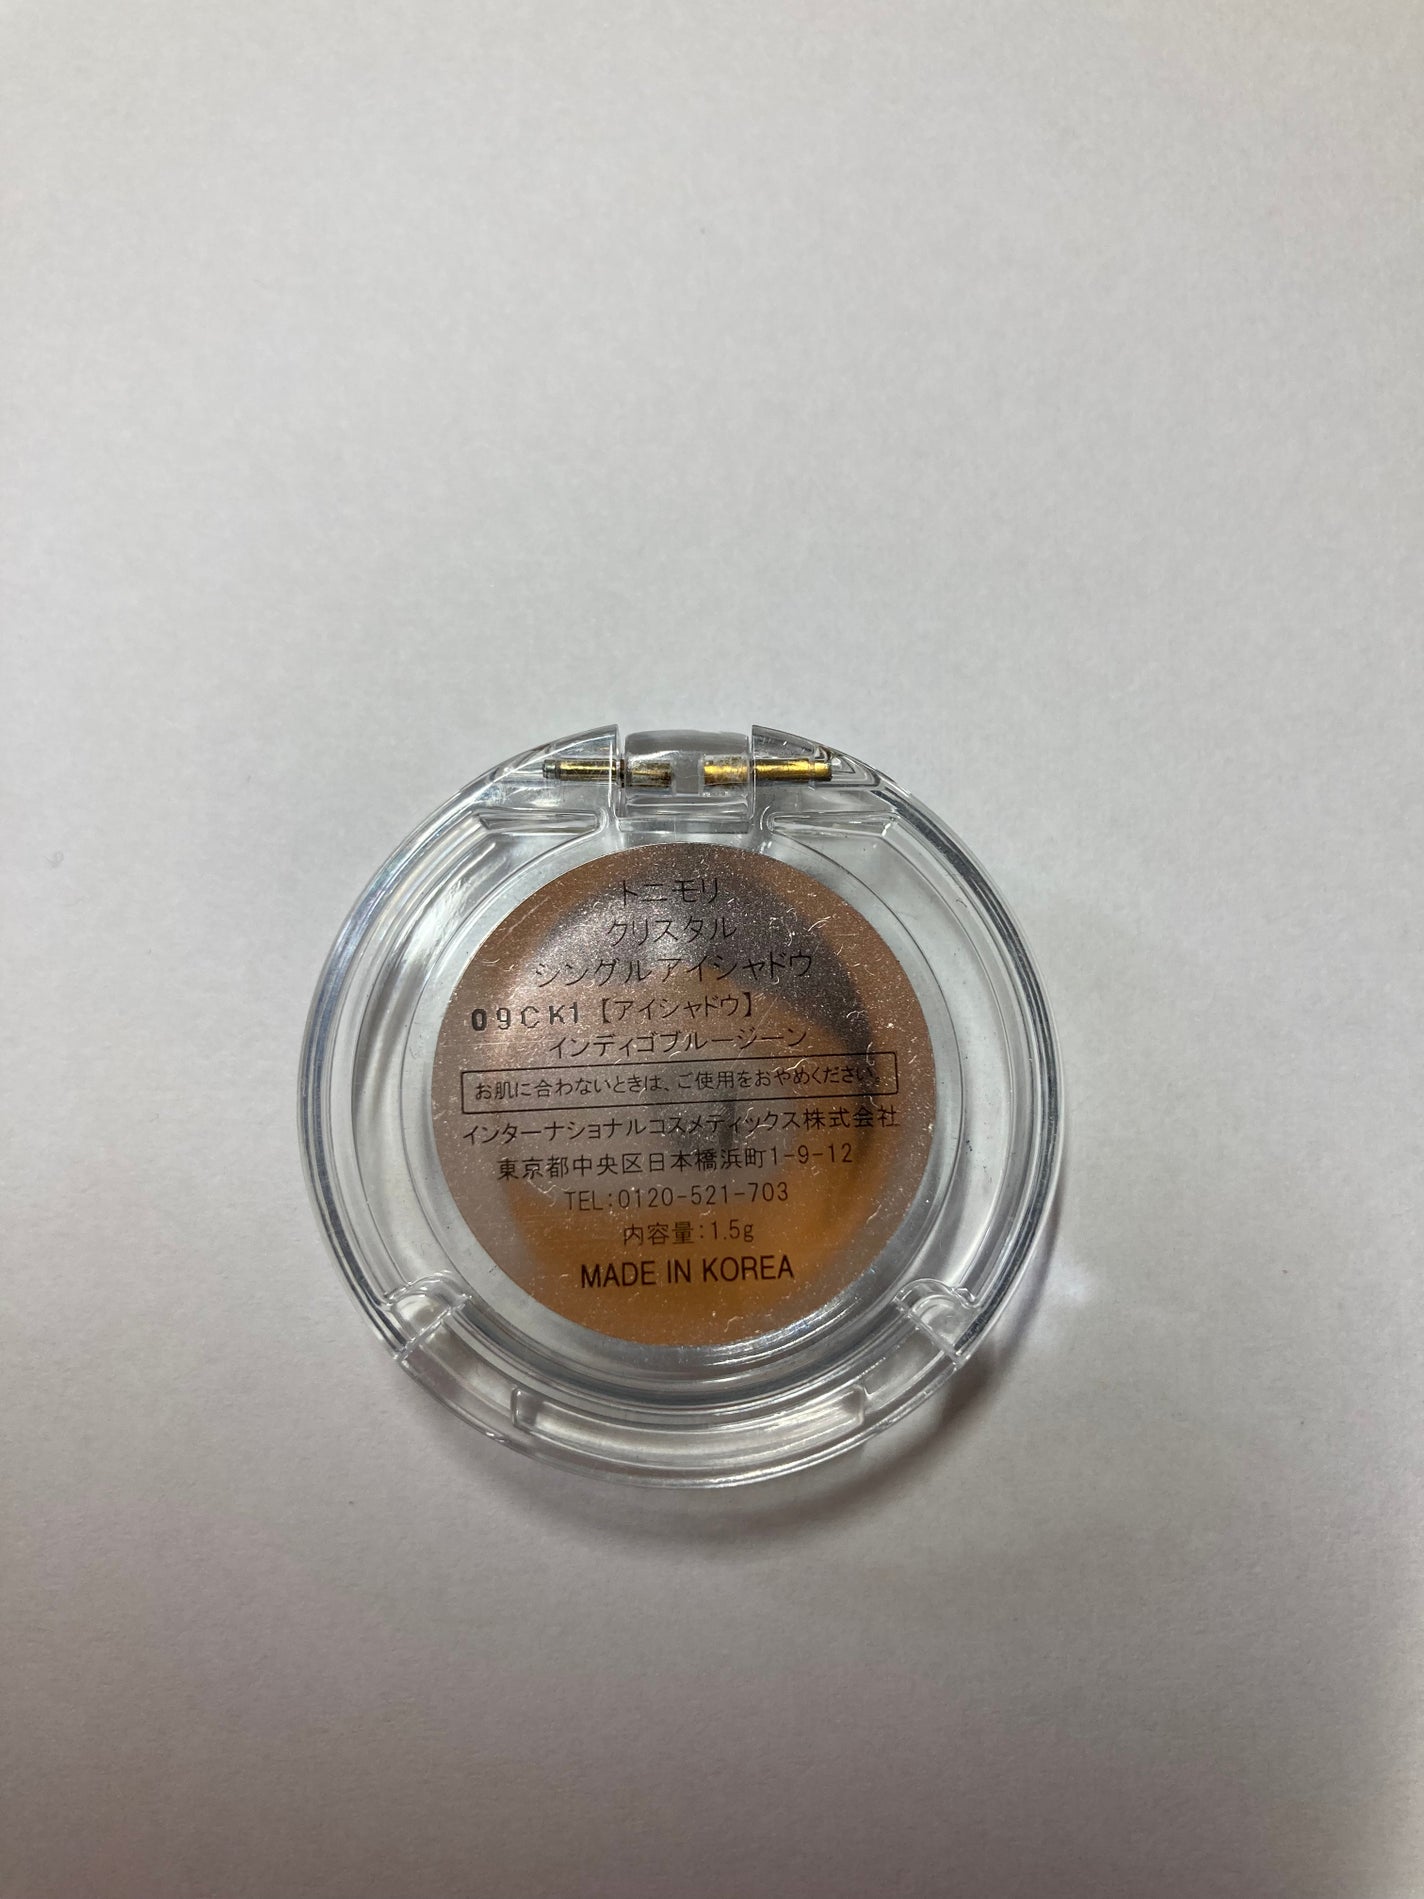 トニモリ
クリスタル
シングルアイシャドウ
09CK1【アイシャドウ】
インディゴブルージーン
お肌に合わないときは、ご使用をおやめください。
インターナショナルコスメティックス株式会社
東京都中央区日本橋浜町1-9-12
TEL:0120-521-703
内容量:1.5g
MADE IN KOREA